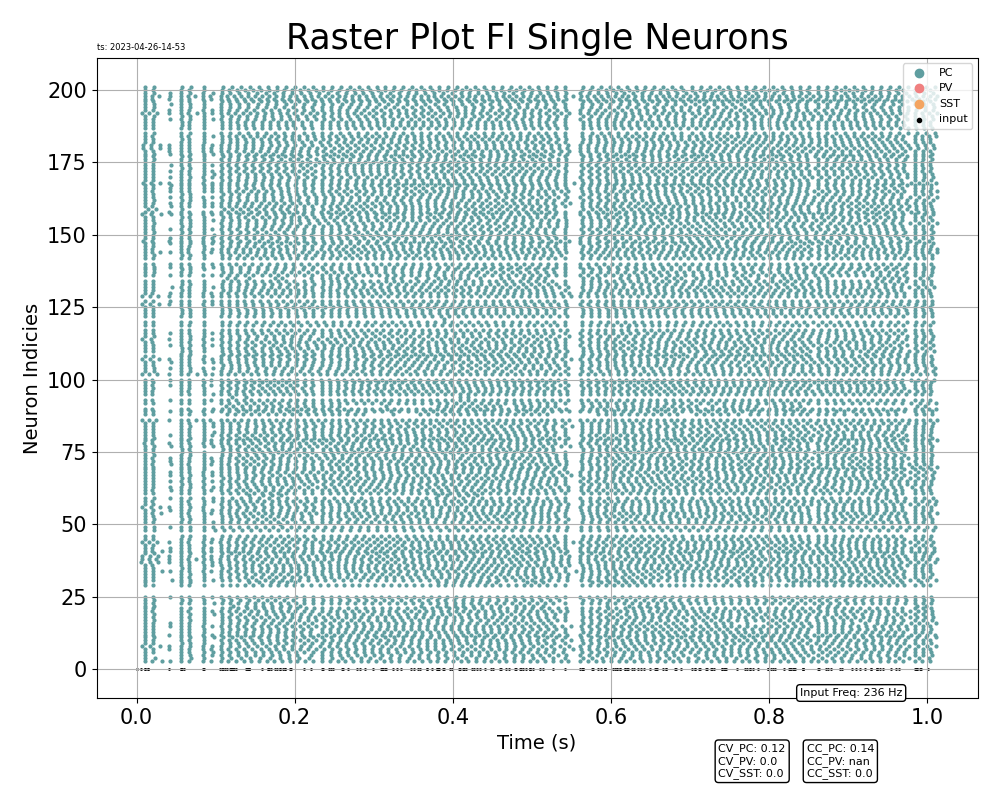 Raster Plot FI Single Neurons
ts: 2023-04-26-14-53
PC
PV
SST
input
200
175
150
125
100
75
50
25
0
Neuron Indicies
0.0 0.2 0.4 0.6 0.8 1.0
Time (s)
Input Freq: 236 Hz
CV_PC: 0.12
CV_PV: 0.0
CV_SST: 0.0
CC_PC: 0.14
CC_PV: nan
CC_SST: 0.0